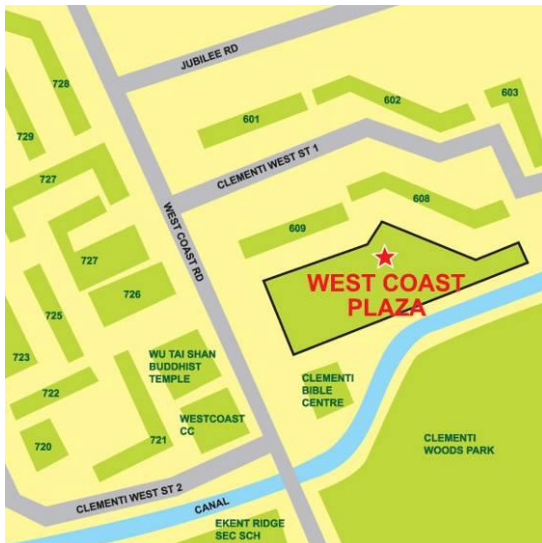 JUBILEE RD
728
729
601
602
603
727
CLEMENTI WEST ST 1
WEST COAST RD
608
609
727
726
725
WEST COAST
PLAZA
723
WU TAI SHAN
BUDDHIST
TEMPLE
CLEMENTI
BIBLE
CENTRE
722
WESTCOAST
CC
720
721
CLEMENTI
WOODS PARK
CLEMENTI WEST ST 2
CANAL
EKENT RIDGE
SEC SCH